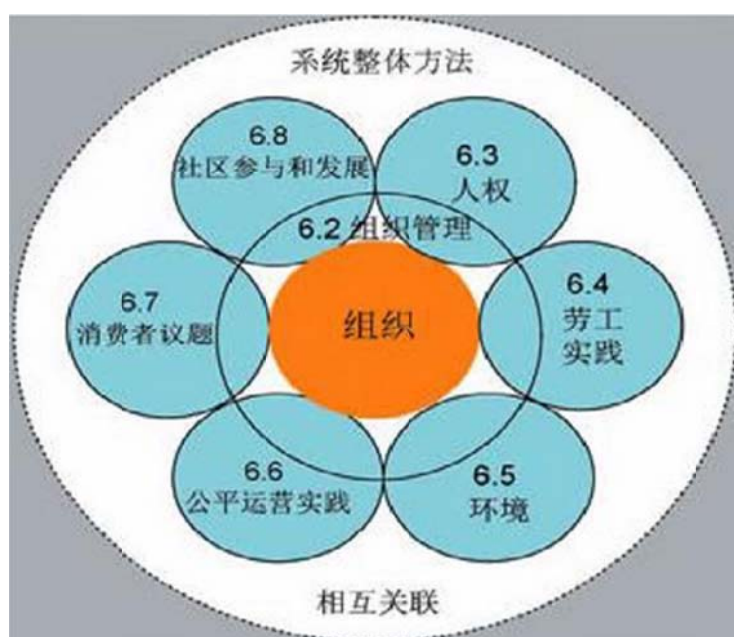 系统整体方法
6.8
社区参与和发展
6.3
人权
6.2 组织管理
6.7
消费者议题
组织
6.4
劳工
实践
6.6
公平运营实践
6.5
环境
相互关联